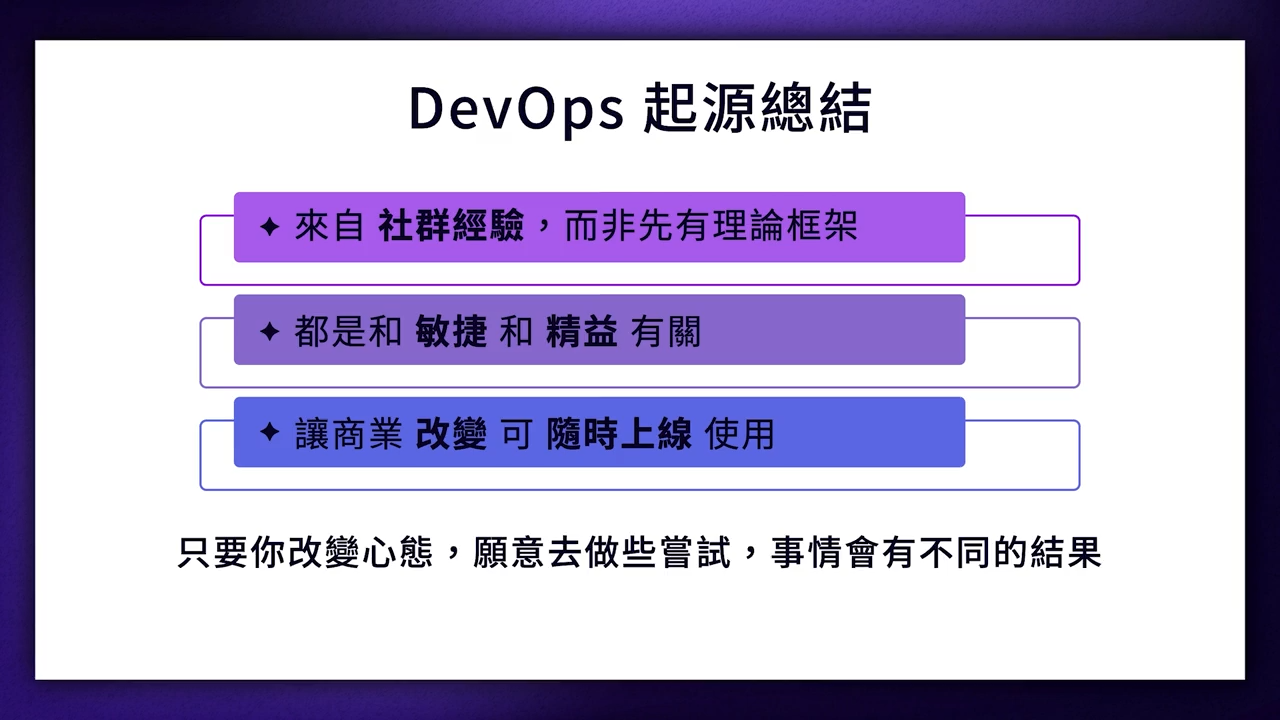 DevOps 起源總結
✦ 來自 社群經驗，而非先有理論框架
✦ 都是和 敏捷 和 精益 有關
✦ 讓商業 改變 可 隨時上線 使用
只要你改變心態，願意去做些嘗試，事情會有不同的結果